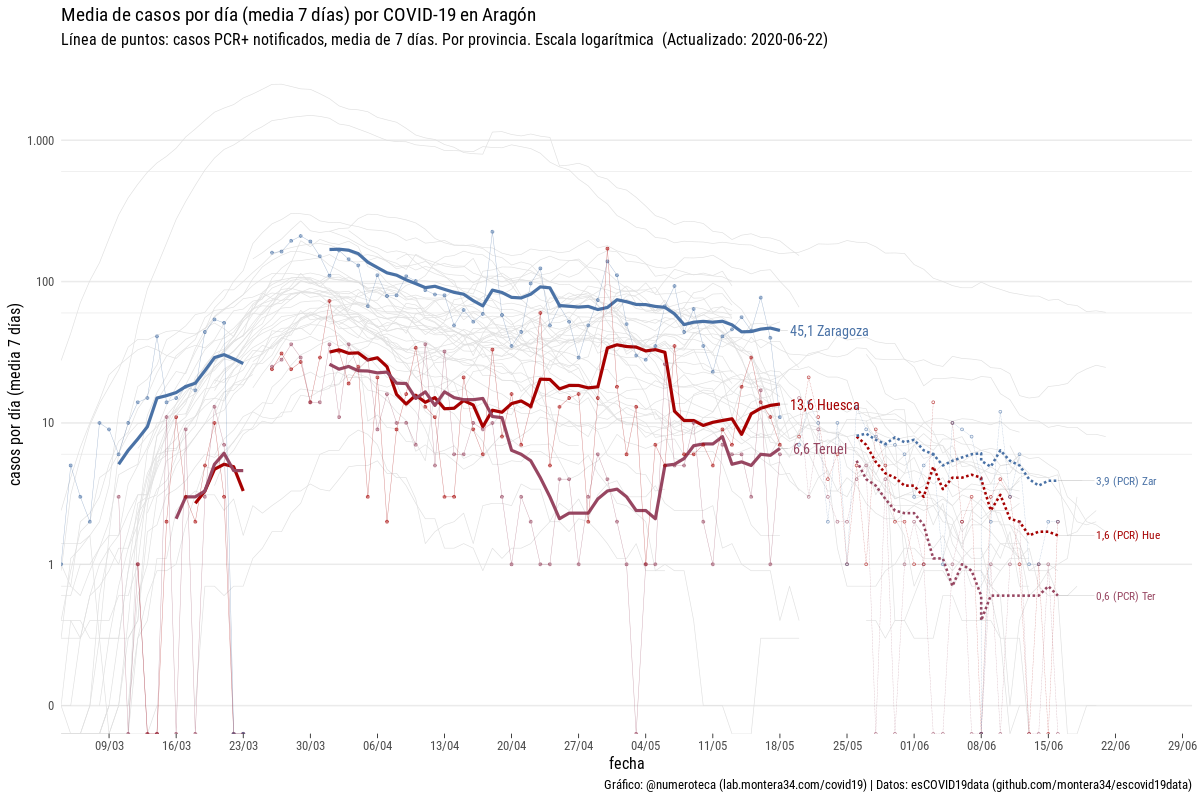 Media de casos por día (media 7 días) por COVID-19 en Aragón
Línea de puntos: casos PCR+ notificados, media de 7 días. Por provincia. Escala logarítmica  (Actualizado: 2020-06-22)
casos por día (media 7 días)
1.000
100
10
1
0
45,1 Zaragoza
13,6 Huesca
6,6 Teruel
3,9 (PCR) Zar
1,6 (PCR) Hue
0,6 (PCR) Ter
09/03 16/03 23/03 30/03 06/04 13/04 20/04 27/04 04/05 11/05 18/05 25/05 01/06 08/06 15/06 22/06 29/06
fecha
Gráfico: @numeroteca (lab.montera34.com/covid19) | Datos: esCOVID19data (github.com/montera34/escovid19data)